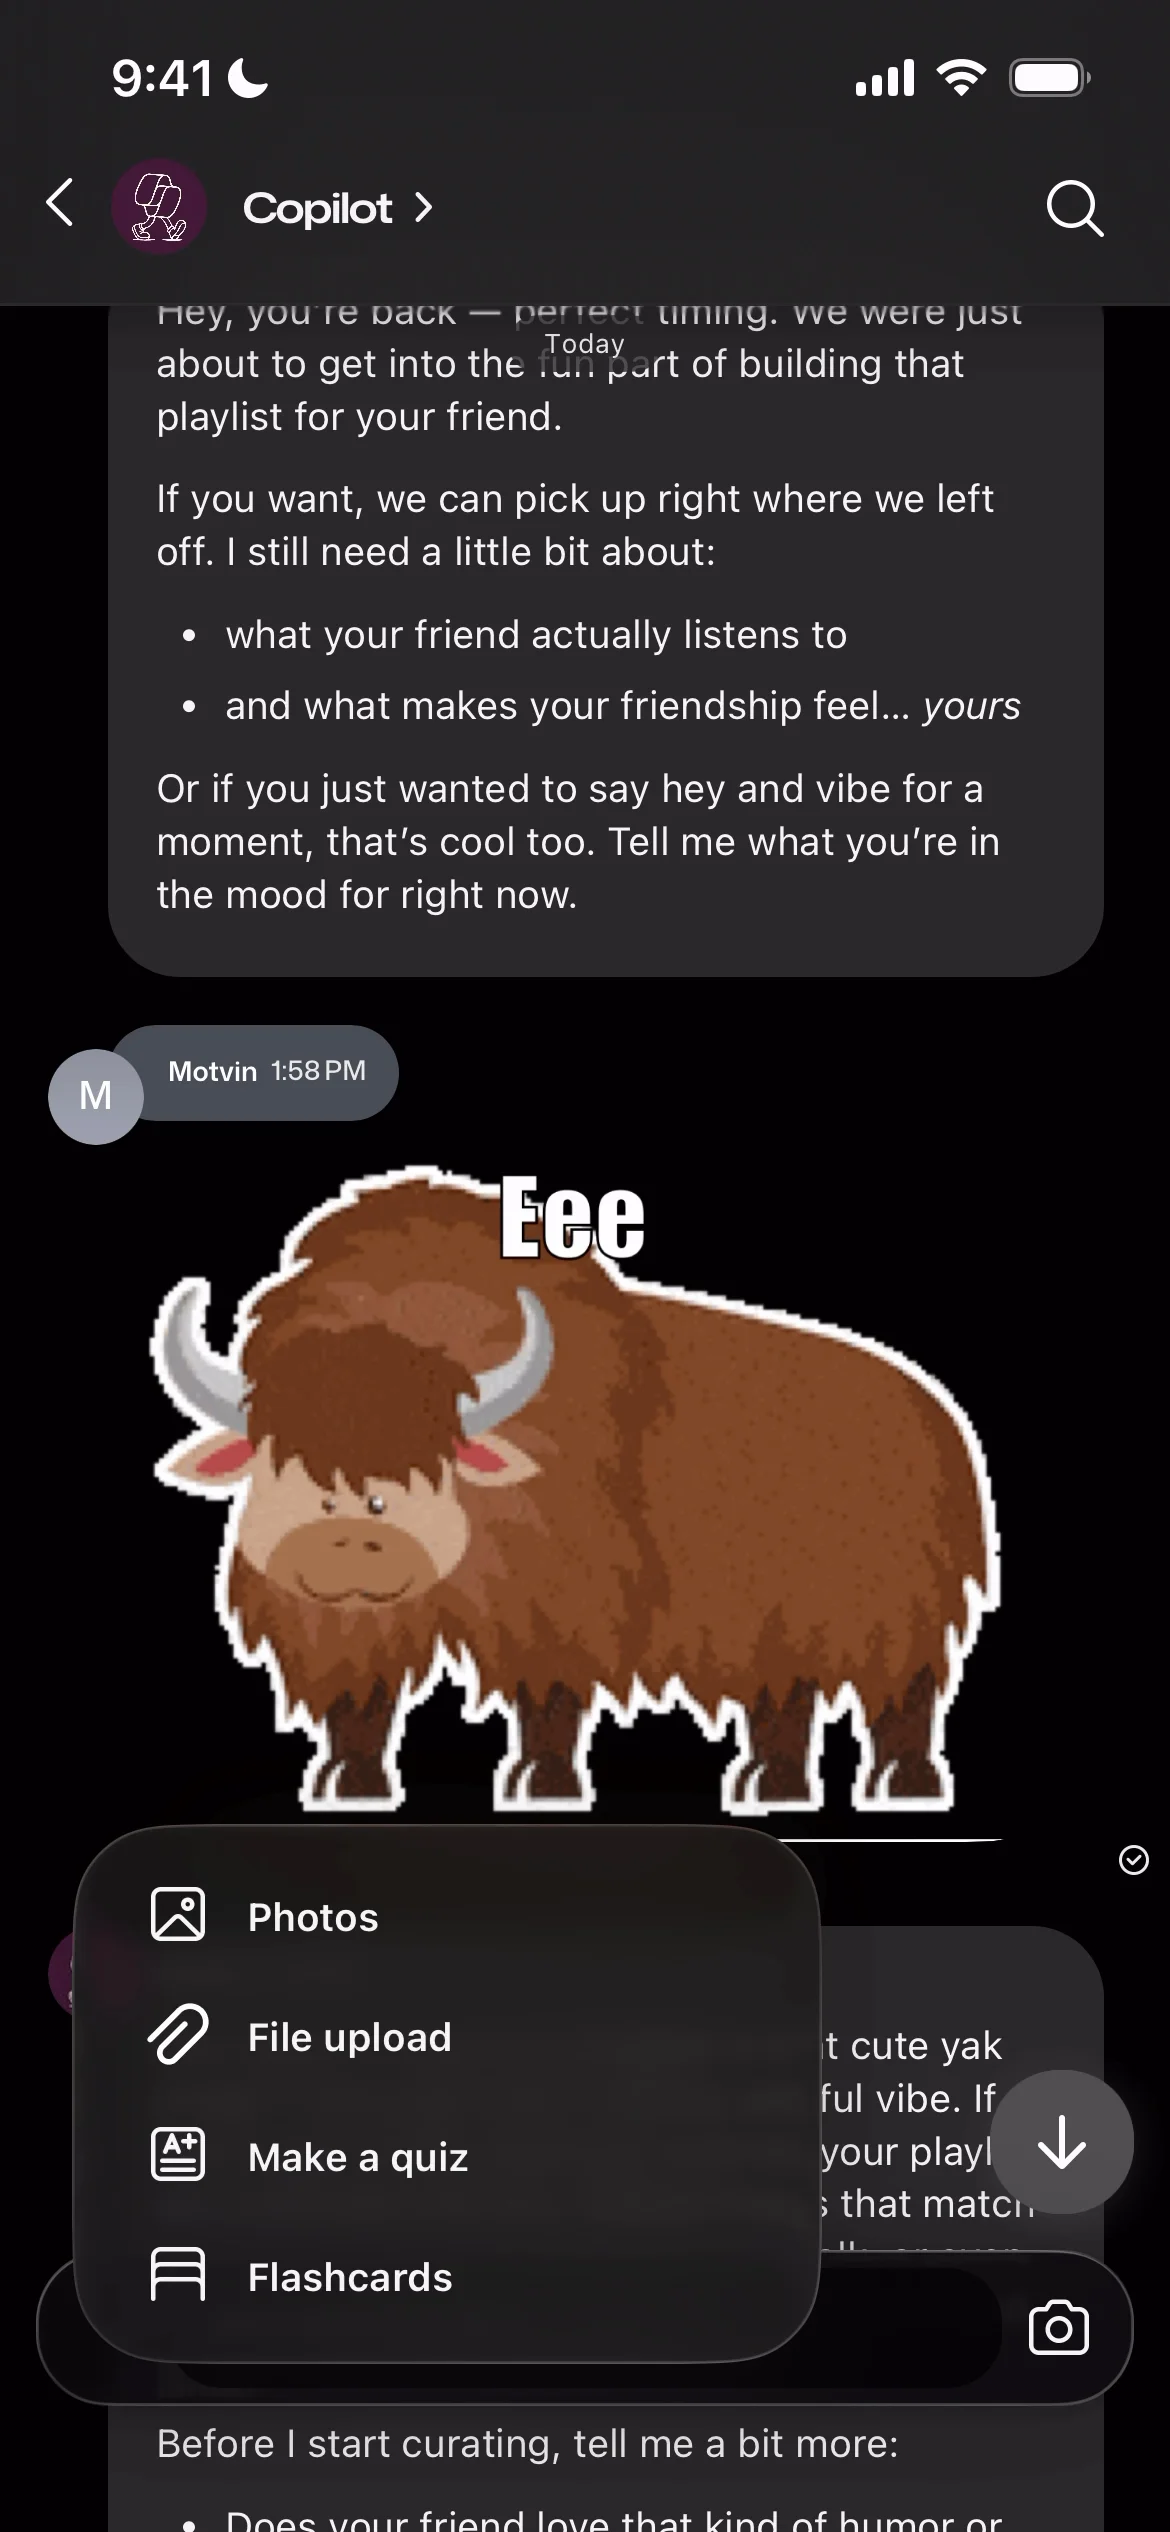 9:41
Copilot
Hey, you're back — perfect timing. We were just
Today
about to get into the fun part of building that
playlist for your friend.
If you want, we can pick up right where we left
off. I still need a little bit about:
• what your friend actually listens to
• and what makes your friendship feel... yours
Or if you just wanted to say hey and vibe for a
moment, that’s cool too. Tell me what you’re in
the mood for right now.
M
Motvin 1:58 PM
Eee
Photos
File upload
cute yak
vibe. If
Make a quiz
A+
your
that match
Flashcards
Before I start curating, tell me a bit more:
• Does your friend love that kind of humor or